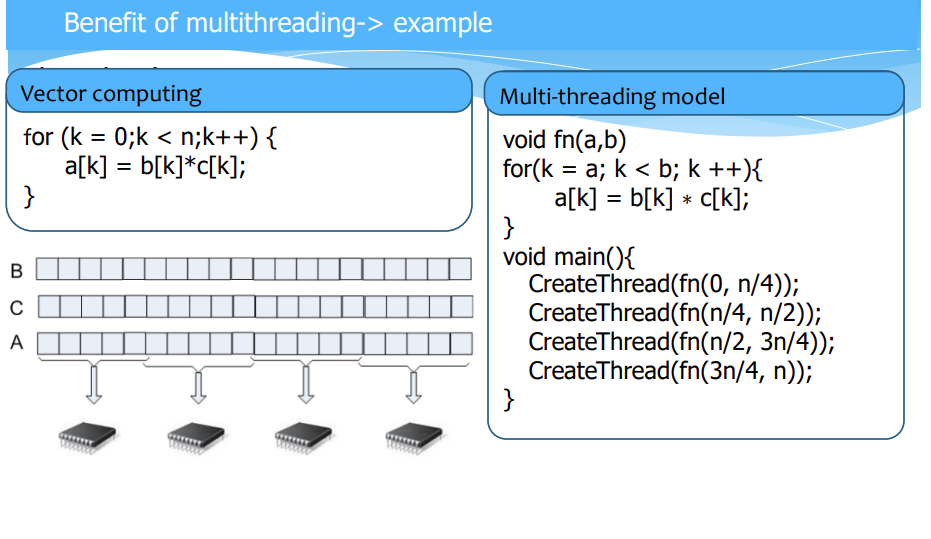 Benefit of multithreading-> example
Vector computing
for (k = 0;k < n;k++) {
a[k] = b[k]*c[k];
}
B
C
A
Multi-threading model
void fn(a,b)
for(k = a; k < b; k ++){
a[k] = b[k] * c[k];
}
void main(){
CreateThread(fn(0, n/4));
CreateThread(fn(n/4, n/2));
CreateThread(fn(n/2, 3n/4));
CreateThread(fn(3n/4, n));
}